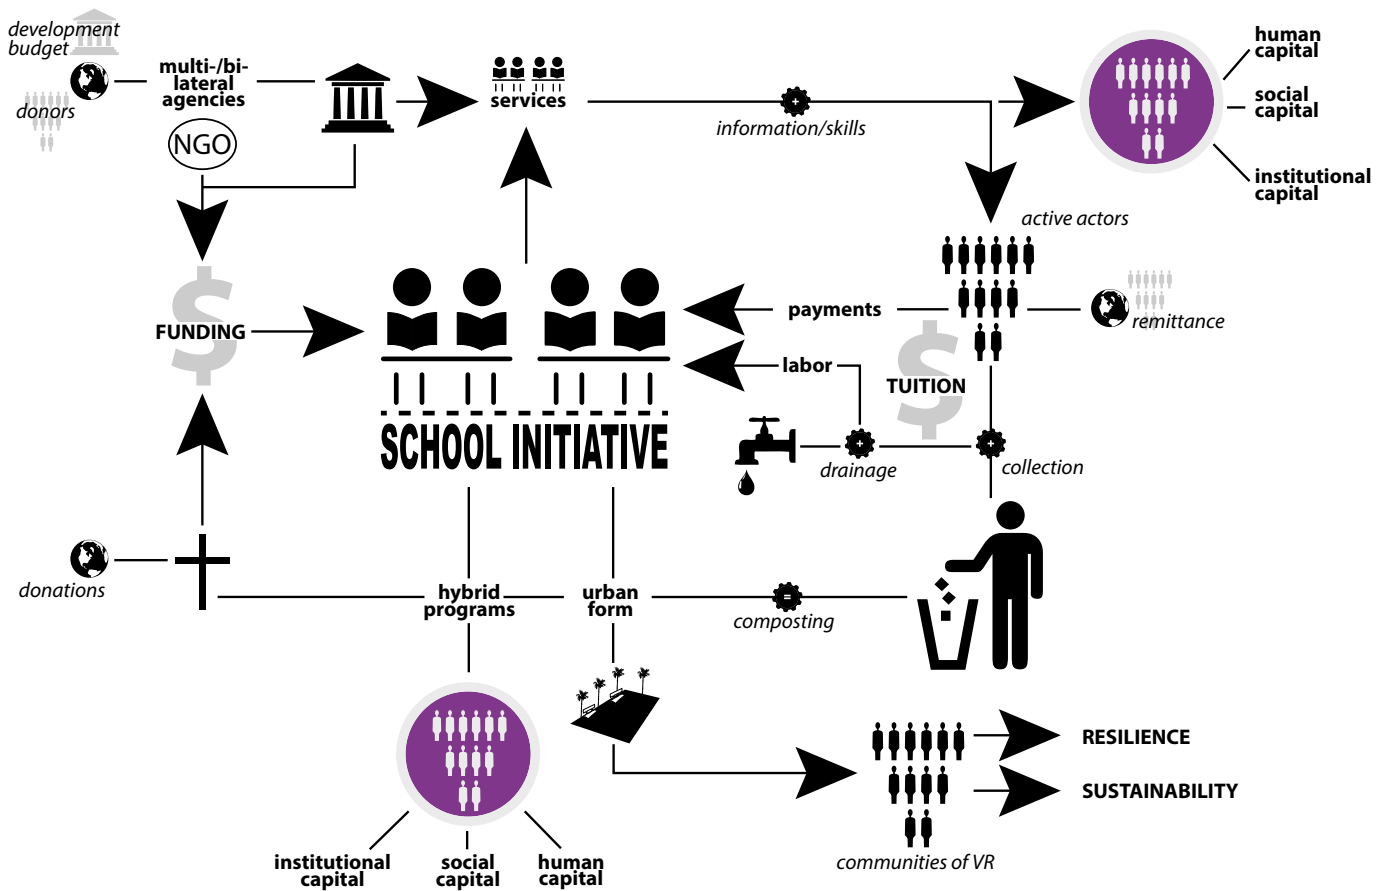 development
budget
donors
multi-/bi-
lateral
agencies
NGO
services
information/skills
human
capital
social
capital
institutional
capital
active actors
FUNDING
payments
remittance
labor
TUITION
SCHOOL INITIATIVE
drainage
collection
donations
hybrid
programs
urban
form
composting
RESILIENCE
SUSTAINABILITY
communities of VR
institutional
capital
social
capital
human
capital